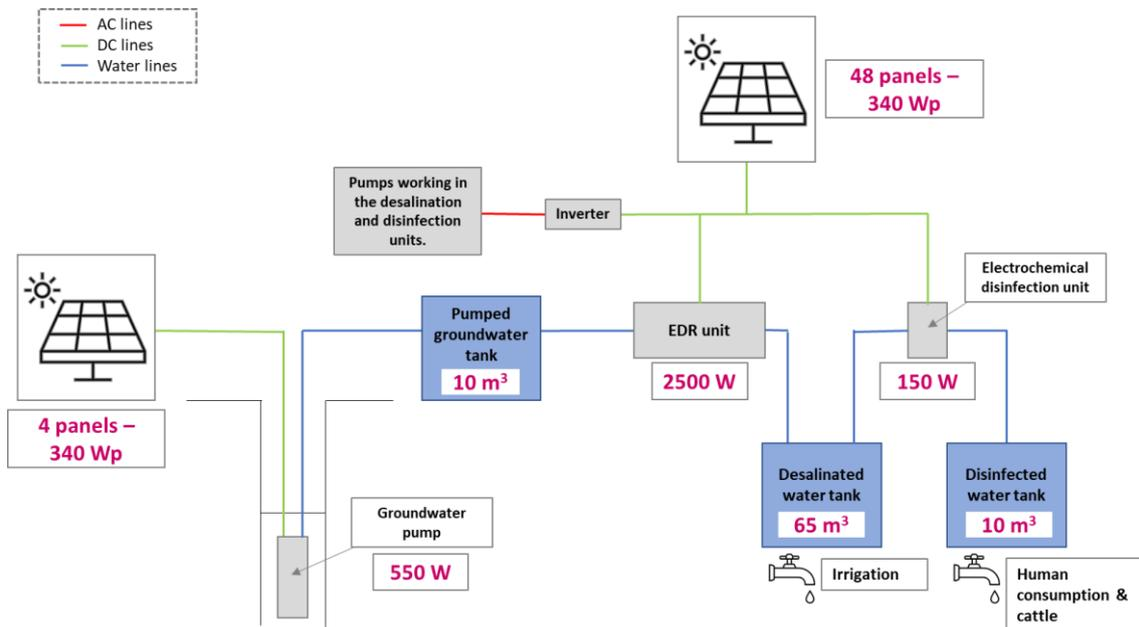 AC lines
DC lines
Water lines
48 panels –
340 Wp
Pumps working in
the desalination
and disinfection
units.
Inverter
Electrochemical
disinfection unit
Pumped
groundwater
tank
10 m³
EDR unit
2500 W
150 W
4 panels –
340 Wp
Desalinated
water tank
65 m³
Disinfected
water tank
10 m³
Groundwater
pump
550 W
Irrigation
Human
consumption &
cattle